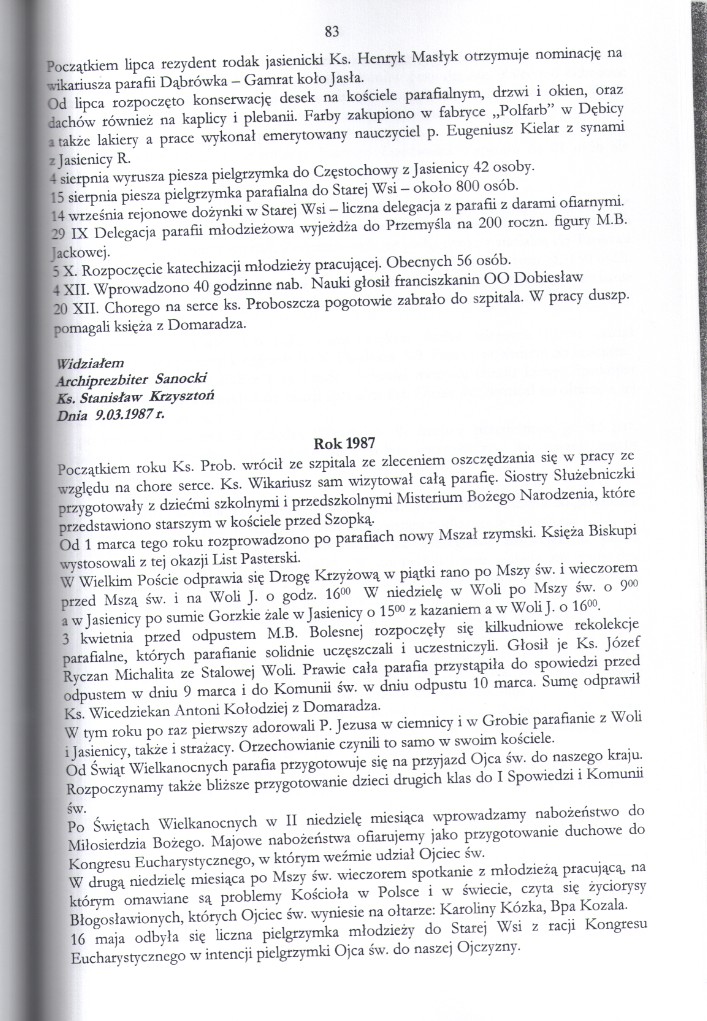 83
Początkiem lipca rezydent rodak jasienicki Ks. Henryk Masłyk otrzymuje nominację na
wikariusza parafii Dąbrówka – Gamrat koło Jasła.
Od lipca rozpoczęto konserwację desek na kościele parafialnym, drzwi i okien, oraz
dachów również na kaplicy i plebanii. Farby zakupiono w fabryce „Polfarb” w Dębicy
a także lakiery a prace wykonał emerytowany nauczyciel p. Eugeniusz Kielar z synami
z Jasienicy R.
4 sierpnia wyrusza piesza pielgrzymka do Częstochowy z Jasienicy 42 osoby.
15 sierpnia piesza pielgrzymka parafialna do Starej Wsi – około 800 osób.
14 września rejonowe dożynki w Starej Wsi – liczna delegacja z parafii z darami ofiarnymi.
29 IX Delegacja parafii młodzieżowa wyjeżdża do Przemyśla na 200 roczn. figury M.B.
Jackowej.
5 X. Rozpoczęcie katechizacji młodzieży pracującej. Obecnych 56 osób.
4 XII. Wprowadzono 40 godzinne nab. Nauki głosił franciszkanin OO Dobiesław
20 XII. Chorego na serce ks. Proboszcza pogotowie zabrało do szpitala. W pracy duszp.
pomagali księża z Domaradza.
Widziałem
Archiprezbiter Sanocki
Ks. Stanisław Krzysztoń
Dnia 9.03.1987 r.
Rok 1987
Początkiem roku Ks. Prob. wrócił ze szpitala ze zleceniem oszczędzania się w pracy ze
względu na chore serce. Ks. Wikariusz sam wizytował całą parafię. Siostry Służebniczki
przygotowały z dziećmi szkolnymi i przedszkolnymi Misterium Bożego Narodzenia, które
przedstawiono starszym w kościele przed Szopką.
Od 1 marca tego roku rozprowadzono po parafiach nowy Mszał rzymski. Księża Biskupi
wystosowali z tej okazji List Pasterski.
W Wielkim Poście odprawia się Drogę Krzyżową w piątki rano po Mszy św. i wieczorem
przed Mszą św. i na Woli J. o godz. 16⁰⁰ W niedzielę w Woli po Mszy św. o 9⁰⁰
a w Jasienicy po sumie Gorzkie żale w Jasienicy o 15⁰⁰ z kazaniem a w Woli J. o 16⁰⁰.
3 kwietnia przed odpustem M.B. Bolesnej rozpoczęły się kilkudniowe rekolekcje
parafialne, których parafianie solidnie uczęszczali i uczestniczyli. Głosił je Ks. Józef
Ryczan Michalita ze Stalowej Woli. Prawie cała parafia przystąpiła do spowiedzi przed
odpustem w dniu 9 marca i do Komunii św. w dniu odpustu 10 marca. Sumę odprawił
Ks. Wicedziekan Antoni Kołodziej z Domaradza.
W tym roku po raz pierwszy adorowali P. Jezusa w ciemnicy i w Grobie parafianie z Woli
i Jasienicy, także i strażacy. Orzechowianie czynili to samo w swoim kościele.
Od Świąt Wielkanocnych parafia przygotowuje się na przyjazd Ojca św. do naszego kraju.
Rozpoczynamy także bliższe przygotowanie dzieci drugich klas do I Spowiedzi i Komunii
św.
Po Świętach Wielkanocnych w II niedzielę miesiąca wprowadzamy nabożeństwo do
Miłosierdzia Bożego. Majowe nabożeństwa ofiarujemy jako przygotowanie duchowe do
Kongresu Eucharystycznego, w którym weźmie udział Ojciec św.
W drugą niedzielę miesiąca po Mszy św. wieczorem spotkanie z młodzieżą pracującą, na
którym omawiane są problemy Kościoła w Polsce i w świecie, czyta się życiorysy
Błogosławionych, których Ojciec św. wyniesie na ołtarze: Karoliny Kózka, Bpa Kozala.
16 maja odbyła się liczna pielgrzymka młodzieży do Starej Wsi z racji Kongresu
Eucharystycznego w intencji pielgrzymki Ojca św. do naszej Ojczyzny.